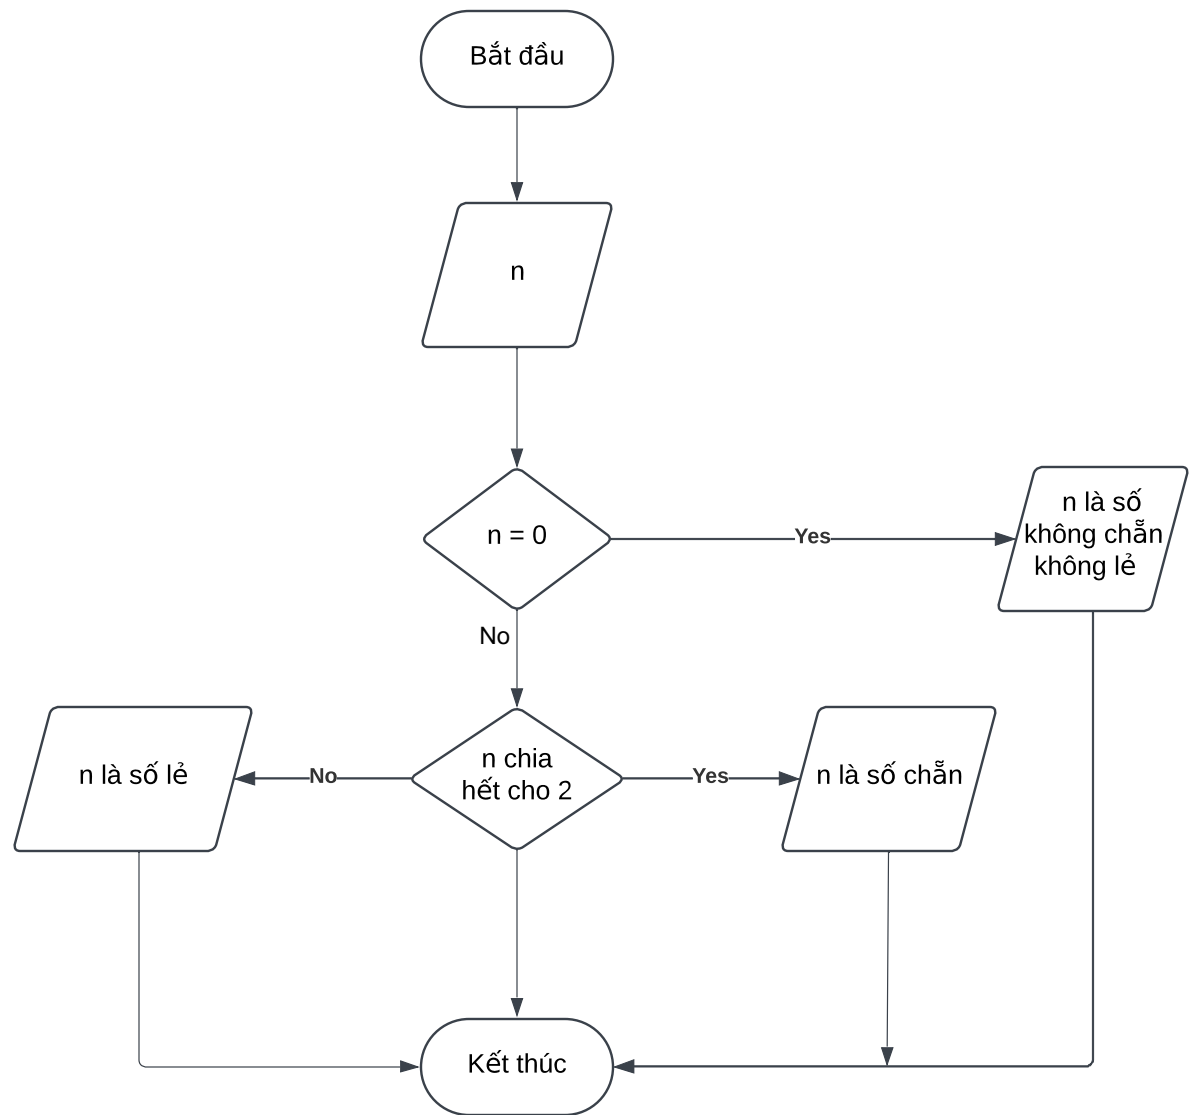 Bắt đầu
n
n = 0
Yes
n là số
không chẵn
không lẻ
No
n là số lẻ
No
n chia
hết cho 2
Yes
n là số chẵn
Kết thúc